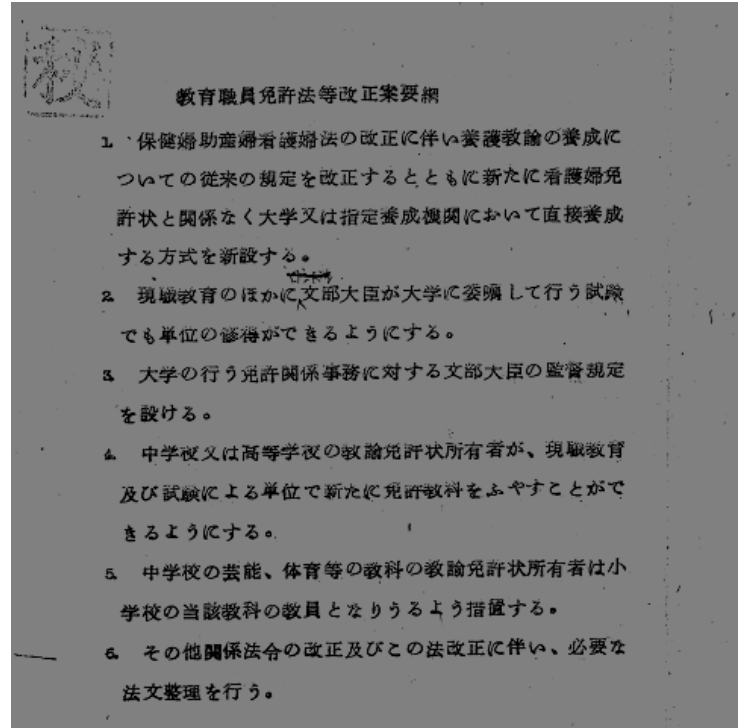 秘
教育職員免許法等改正案要綱
1. 保健婦助産婦看護婦法の改正に伴い養護教諭の養成に
ついての従来の規定を改正するとともに新たに看護婦免
許状と関係なく大学又は指定養成機関において直接養成
する方式を新設する。
2. 現職教育のほかに文部大臣が大学に委嘱して行う試験
でも単位の修得ができるようにする。
3. 大学の行う免許関係事務に対する文部大臣の監督規定
を設ける。
4. 中学校又は高等学校の教諭免許状所有者が、現職教育
及び試験による単位で新たに免許教科をふやすことがで
きるようにする。
5. 中学校の芸能、体育等の教科の教諭免許状所有者は小
学校の当該教科の教員となりうるよう措置する。
6. その他関係法令の改正及びこの法改正に伴い、必要な
法文整理を行う。